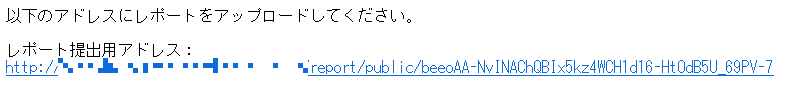 以下のアドレスにレポートをアップロードしてください。
レポート提出用アドレス：
http:// /report/public/beeoAA-NvINAChQBIx5kz4WCH1d16-HtOdB5U_69PV-7